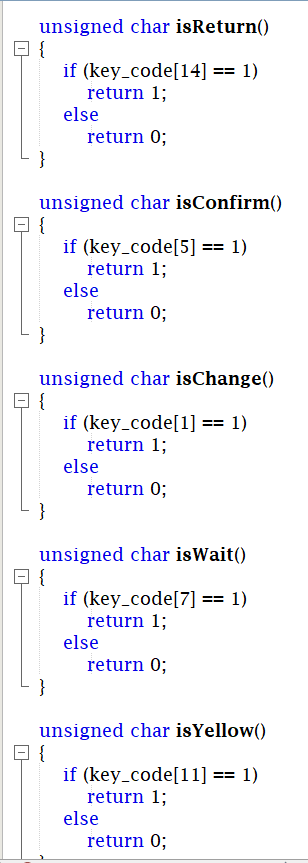 unsigned char isReturn()
{
if (key_code[14] == 1)
return 1;
else
return 0;
}
unsigned char isConfirm()
{
if (key_code[5] == 1)
return 1;
else
return 0;
}
unsigned char isChange()
{
if (key_code[1] == 1)
return 1;
else
return 0;
}
unsigned char isWait()
{
if (key_code[7] == 1)
return 1;
else
return 0;
}
unsigned char isYellow()
{
if (key_code[11] == 1)
return 1;
else
return 0;